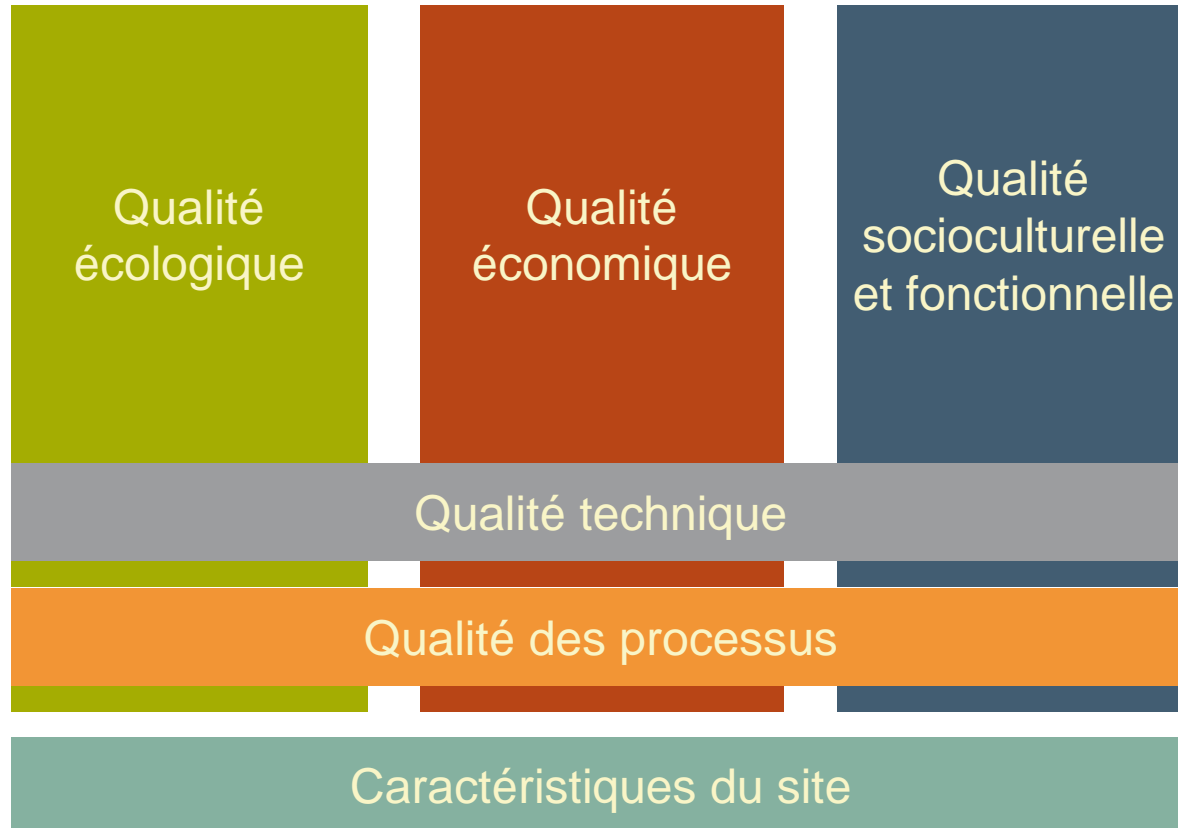 Qualité
écologique
Qualité
économique
Qualité
socioculturelle
et fonctionnelle
Qualité technique
Qualité des processus
Caractéristiques du site